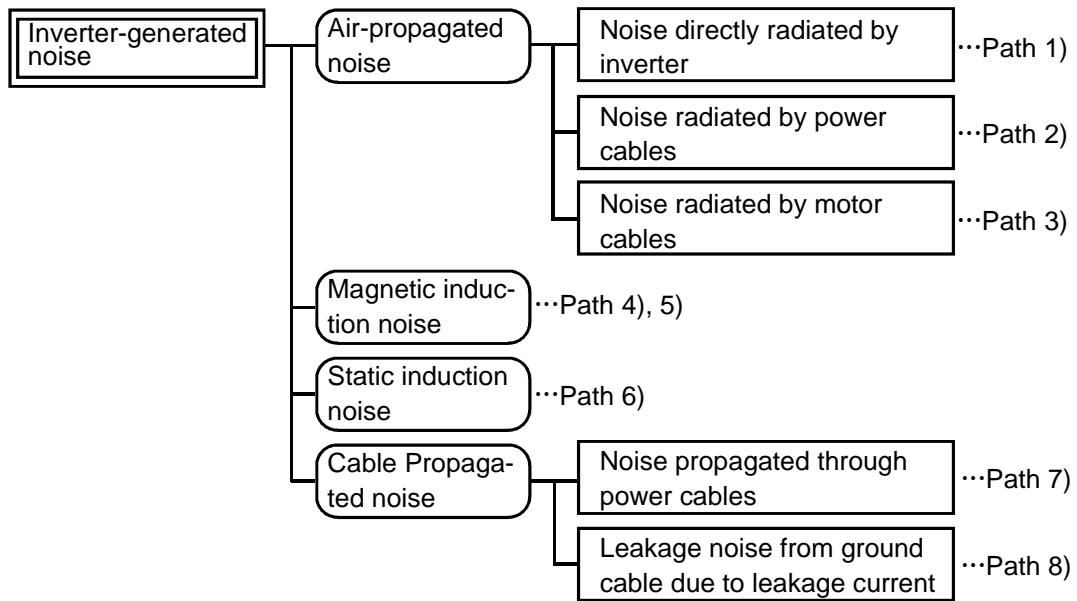 Inverter-generated
noise
Air-propagated
noise
Noise directly radiated by
inverter
···Path 1)
Noise radiated by power
cables
···Path 2)
Noise radiated by motor
cables
···Path 3)
Magnetic induc-
tion noise
···Path 4), 5)
Static induction
noise
···Path 6)
Cable Propaga-
ted noise
Noise propagated through
power cables
···Path 7)
Leakage noise from ground
cable due to leakage current
···Path 8)